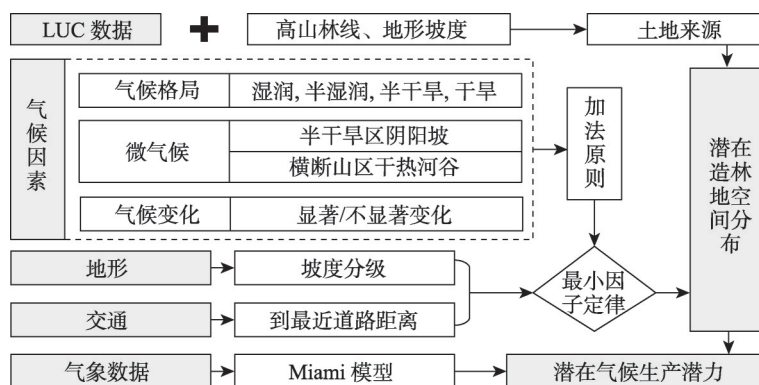 LUC 数据
高山林线、地形坡度
土地来源
气候因素
气候格局
湿润, 半湿润, 半干旱, 干旱
微气候
半干旱区阴阳坡
横断山区干热河谷
气候变化
显著/不显著变化
加法原则
潜在造林地空间分布
地形
坡度分级
最小因
子定律
交通
到最近道路距离
气象数据
Miami 模型
潜在气候生产潜力